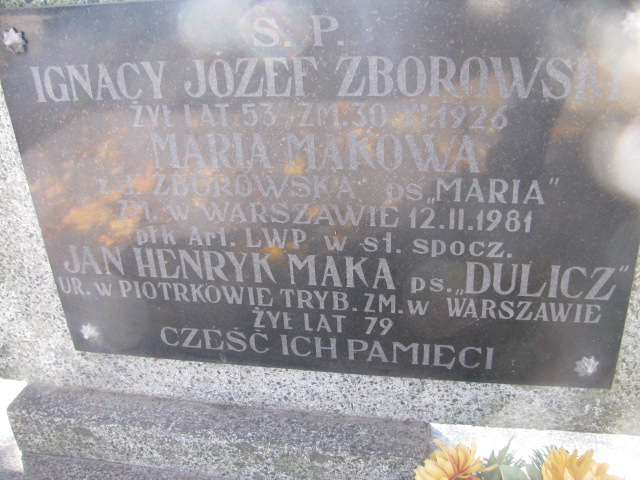 Ś. P.
IGNACY JÓZEF ZBOROWSKI
ŻYŁ LAT 53 ZM. 30.XI.1926
MARIA MAKOWA
z d. ZBOROWSKA ps. „MARIA"
ZM. W WARSZAWIE 12.II.1981
płk Art. LWP w st. spocz.
JAN HENRYK MAKA ps. „DULICZ"
UR. W PIOTRKOWIE TRYB. ZM. W WARSZAWIE
ŻYŁ LAT 79
CZEŚĆ ICH PAMIĘCI